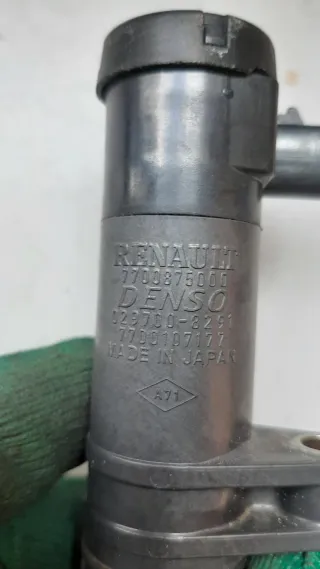 RENAULT
7700875000
DENSO
029700-8291
7700107177
MADE IN JAPAN
A71